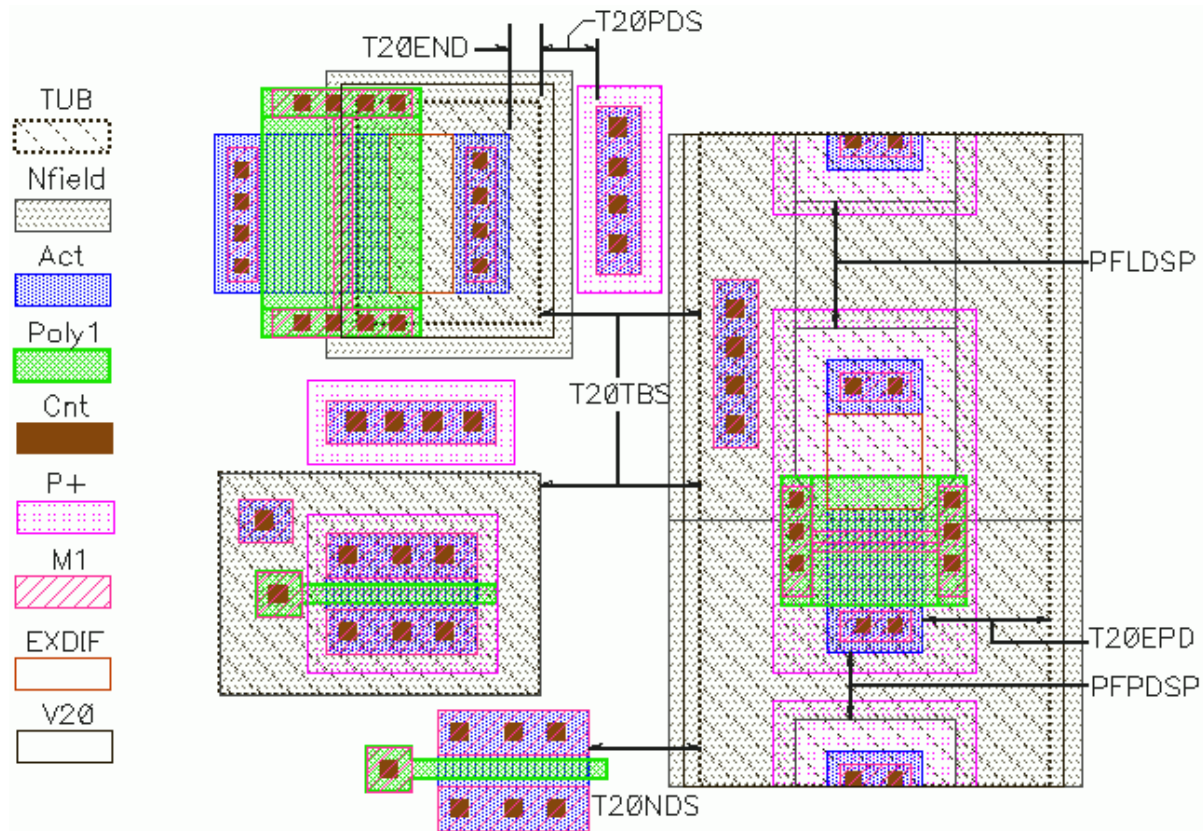 T20PDS
T20END
TUB
Nfield
Act
Poly1
Cnt
P+
M1
EXDIF
V20
PFLDSP
T20TBS
T20EPD
PFPDSP
T20NDS